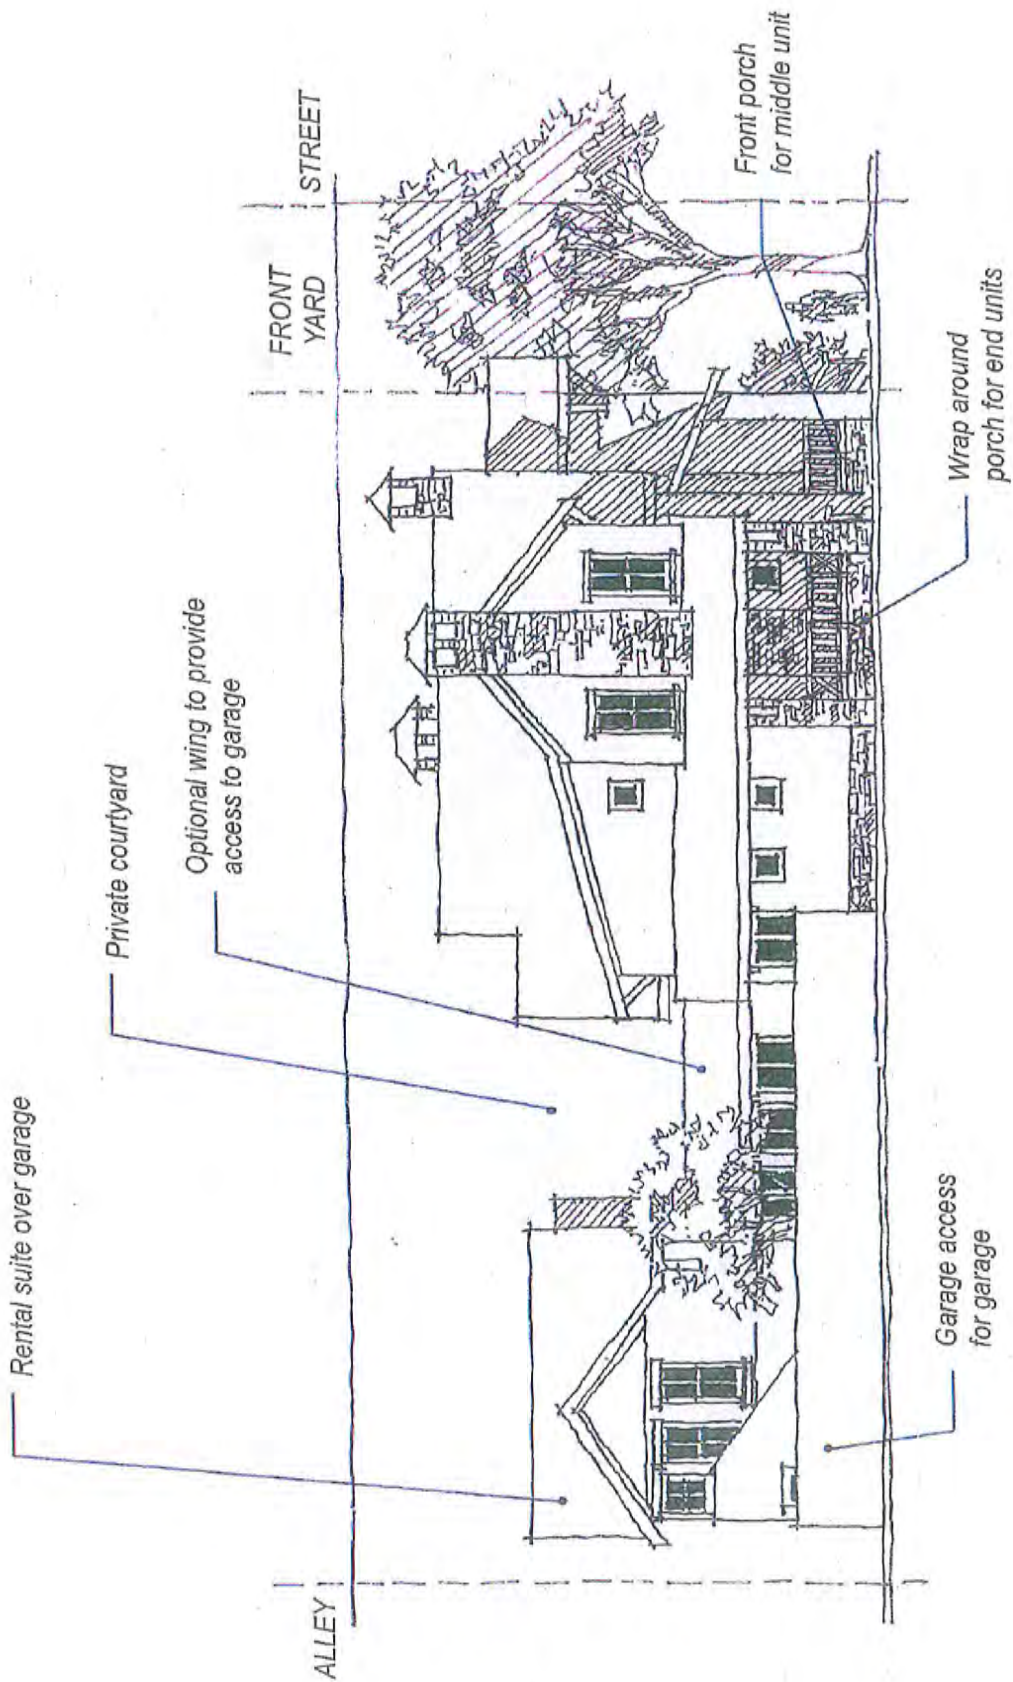 ALLEY
Rental suite over garage
Private courtyard
Optional wing to provide
access to garage
FRONT
YARD
STREET
Garage access
for garage
Wrap around
porch for end units
Front porch
for middle unit